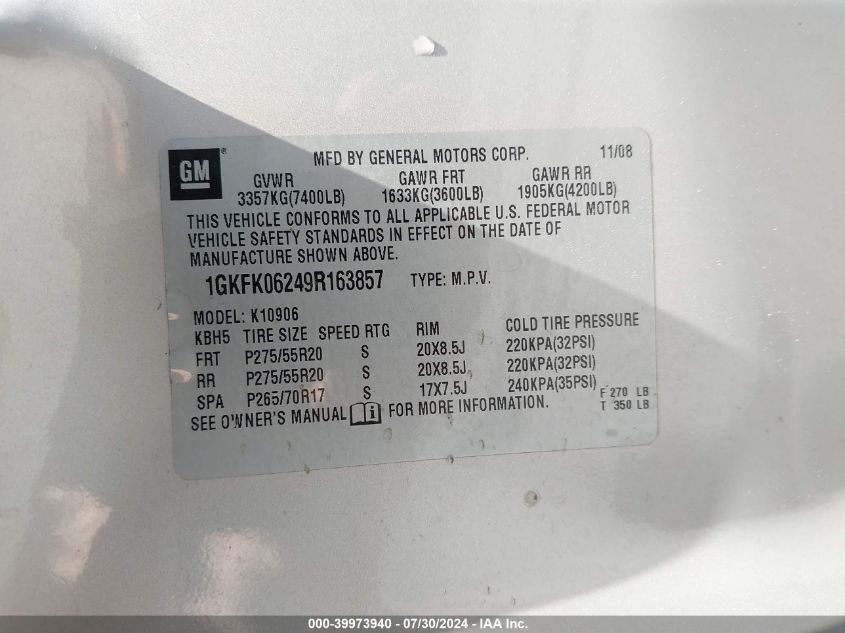 GM® MFD BY GENERAL MOTORS CORP. 11/08
GVWR GAWR FRT GAWR RR
3357KG(7400LB) 1633KG(3600LB) 1905KG(4200LB)
THIS VEHICLE CONFORMS TO ALL APPLICABLE U.S. FEDERAL MOTOR
VEHICLE SAFETY STANDARDS IN EFFECT ON THE DATE OF
MANUFACTURE SHOWN ABOVE.
1GKFK06249R163857 TYPE: M.P.V.
MODEL: K10906
KBH5 TIRE SIZE SPEED RTG RIM COLD TIRE PRESSURE
FRT P275/55R20 S 20X8.5J 220KPA(32PSI)
RR P275/55R20 S 20X8.5J 220KPA(32PSI)
SPA P265/70R17 S 17X7.5J 240KPA(35PSI) F 270 LB
SEE OWNER'S MANUAL FOR MORE INFORMATION. T 350 LB
000-39973940 / 07/30/2024 - IAA Inc.